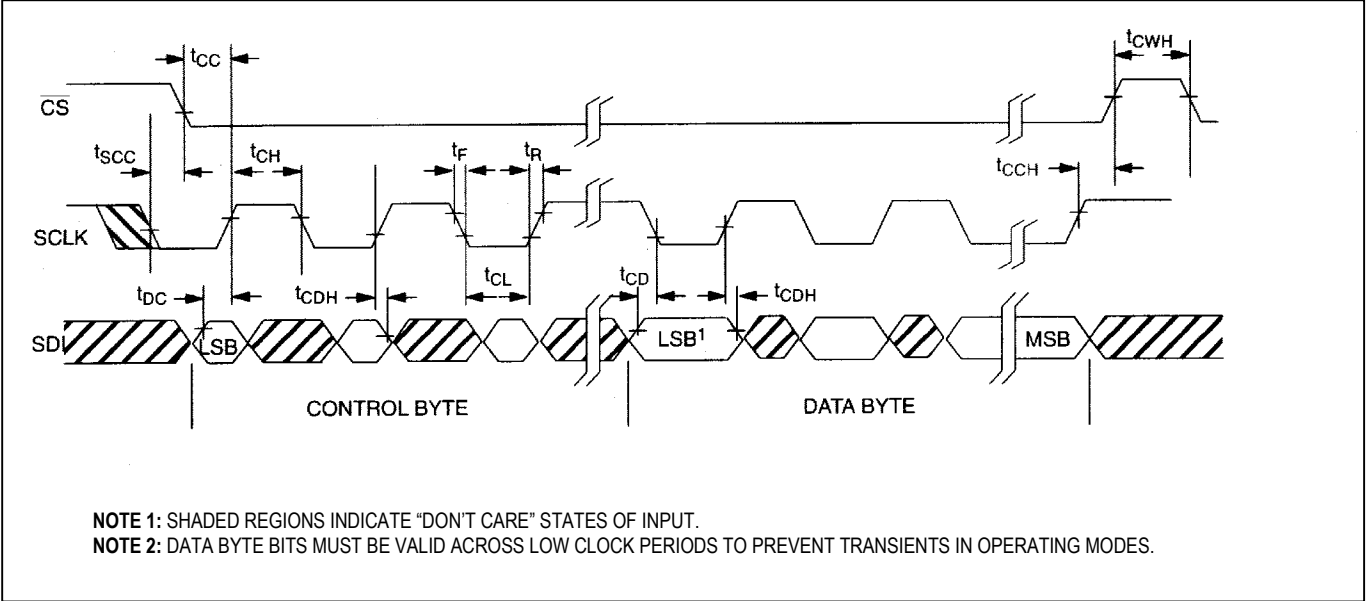 tCC
tCWH
CS
tSCC
tCH
tF
tR
tCCH
SCLK
tDC
tCDH
tCL
tCD
tCDH
SDI
LSB
LSB¹
MSB
CONTROL BYTE
DATA BYTE
NOTE 1: SHADED REGIONS INDICATE “DON’T CARE” STATES OF INPUT.
NOTE 2: DATA BYTE BITS MUST BE VALID ACROSS LOW CLOCK PERIODS TO PREVENT TRANSIENTS IN OPERATING MODES.